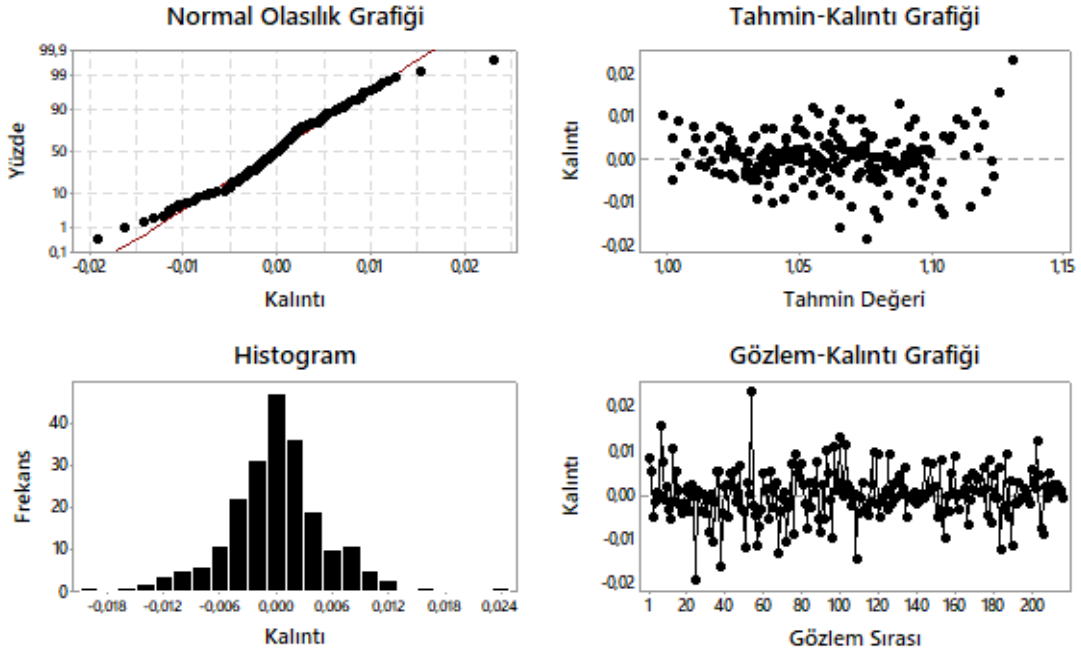 Normal Olasılık Grafiği
Yüzde
99,9
99
90
50
10
1
0,1
-0,02 -0,01 0,00 0,01 0,02
Kalıntı
Tahmin-Kalıntı Grafiği
Kalıntı
0,02
0,01
0,00
-0,01
-0,02
1,00 1,05 1,10 1,15
Tahmin Değeri
Histogram
Frekans
40
30
20
10
0
-0,018 -0,012 -0,006 0,000 0,006 0,012 0,018 0,024
Kalıntı
Gözlem-Kalıntı Grafiği
Kalıntı
0,02
0,01
0,00
-0,01
-0,02
1 20 40 60 80 100 120 140 160 180 200
Gözlem Sırası